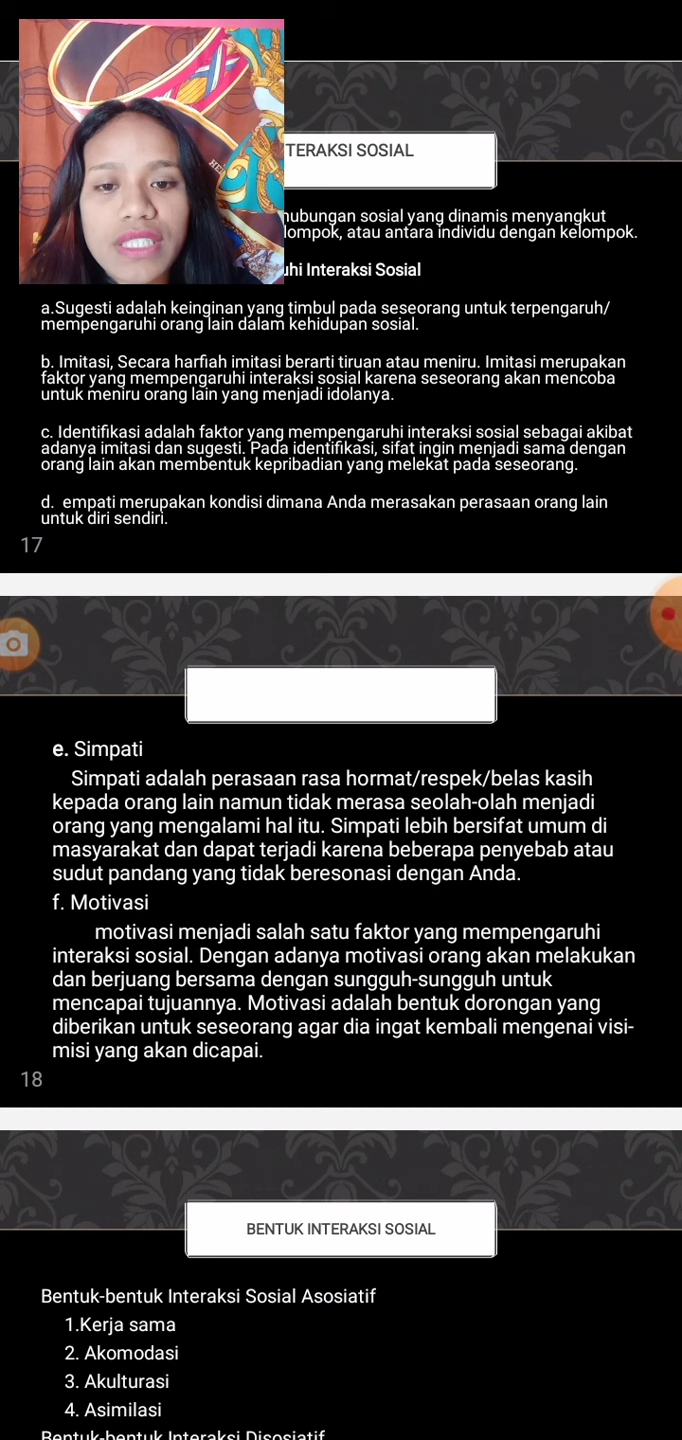 TERAKSI SOSIAL
hubungan sosial yang dinamis menyangkut
lompok, atau antara individu dengan kelompok.
uhi Interaksi Sosial
a.Sugesti adalah keinginan yang timbul pada seseorang untuk terpengaruh/
mempengaruhi orang lain dalam kehidupan sosial.
b. Imitasi, Secara harfiah imitasi berarti tiruan atau meniru. Imitasi merupakan
faktor yang mempengaruhi interaksi sosial karena seseorang akan mencoba
untuk meniru orang lain yang menjadi idolanya.
c. Identifikasi adalah faktor yang mempengaruhi interaksi sosial sebagai akibat
adanya imitasi dan sugesti. Pada identifikasi, sifat ingin menjadi sama dengan
orang lain akan membentuk kepribadian yang melekat pada seseorang.
d. empati merupakan kondisi dimana Anda merasakan perasaan orang lain
untuk diri sendiri.
17
e. Simpati
Simpati adalah perasaan rasa hormat/respek/belas kasih
kepada orang lain namun tidak merasa seolah-olah menjadi
orang yang mengalami hal itu. Simpati lebih bersifat umum di
masyarakat dan dapat terjadi karena beberapa penyebab atau
sudut pandang yang tidak beresonasi dengan Anda.
f. Motivasi
motivasi menjadi salah satu faktor yang mempengaruhi
interaksi sosial. Dengan adanya motivasi orang akan melakukan
dan berjuang bersama dengan sungguh-sungguh untuk
mencapai tujuannya. Motivasi adalah bentuk dorongan yang
diberikan untuk seseorang agar dia ingat kembali mengenai visi-
misi yang akan dicapai.
18
BENTUK INTERAKSI SOSIAL
Bentuk-bentuk Interaksi Sosial Asosiatif
1.Kerja sama
2. Akomodasi
3. Akulturasi
4. Asimilasi
Bentuk-bentuk Interaksi Disosiatif